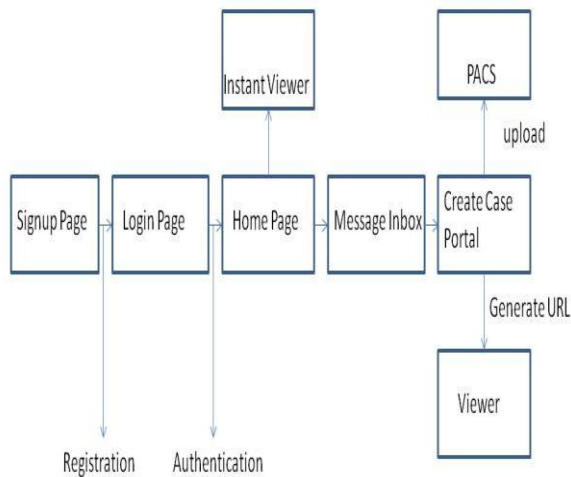 Instant Viewer
PACS
upload
Signup Page
Login Page
Home Page
Message Inbox
Create Case
Portal
Generate URL
Viewer
Registration
Authentication